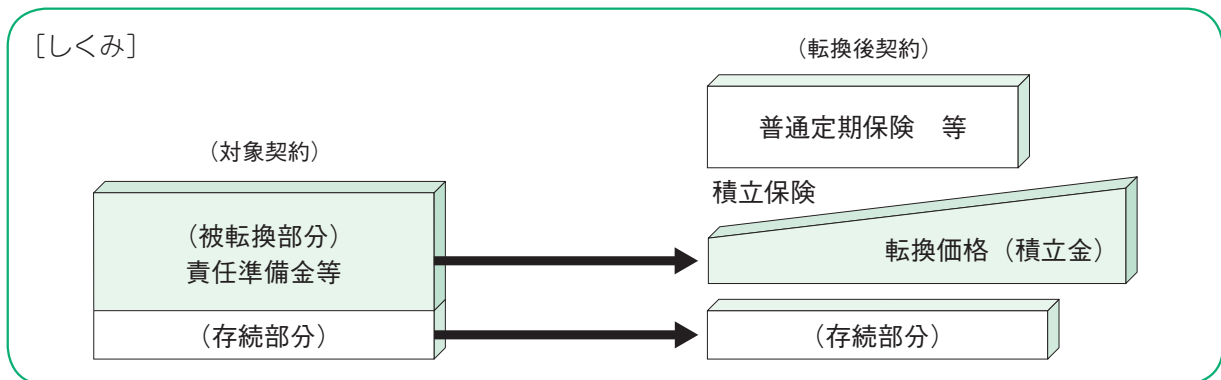 ［しくみ］
（対象契約）
（被転換部分）
責任準備金等
（存続部分）
（転換後契約）
普通定期保険　等
積立保険
転換価格（積立金）
（存続部分）